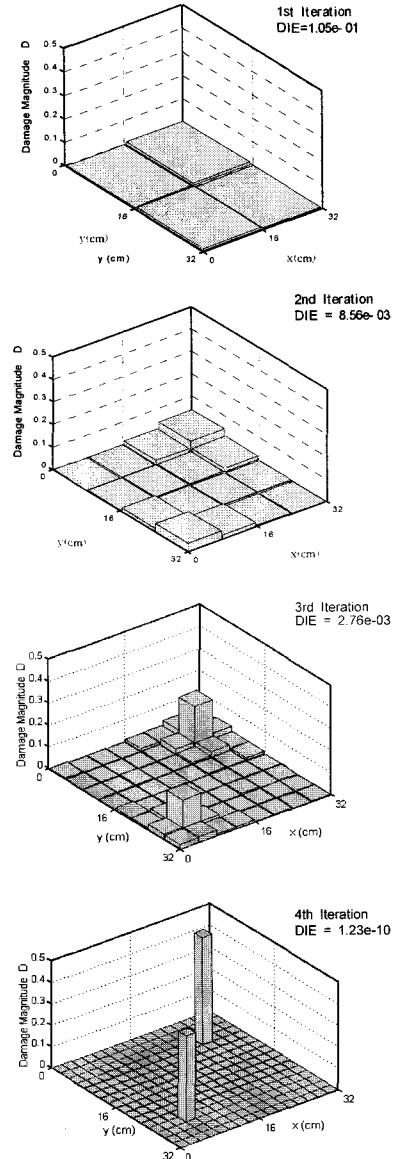 1st Iteration
DIE=1.05e-01
Damage Magnitude D
0.5
0.4
0.3
0.2
0.1
0
0
16
32
y(cm)
y (cm)
0
16
32
x(cm)
2nd Iteration
DIE = 8.56e-03
Damage Magnitude D
0.5
0.4
0.3
0.2
0.1
0
0
16
32
y(cm)
0
16
32
x(cm)
3rd Iteration
DIE = 2.76e-03
Damage Magnitude D
0.5
0.4
0.3
0.2
0.1
0
0
16
32
y (cm)
0
16
32
x (cm)
4th Iteration
DIE = 1.23e-10
Damage Magnitude D
0.5
0.4
0.3
0.2
0.1
0
0
16
32
y (cm)
0
16
32
x (cm)